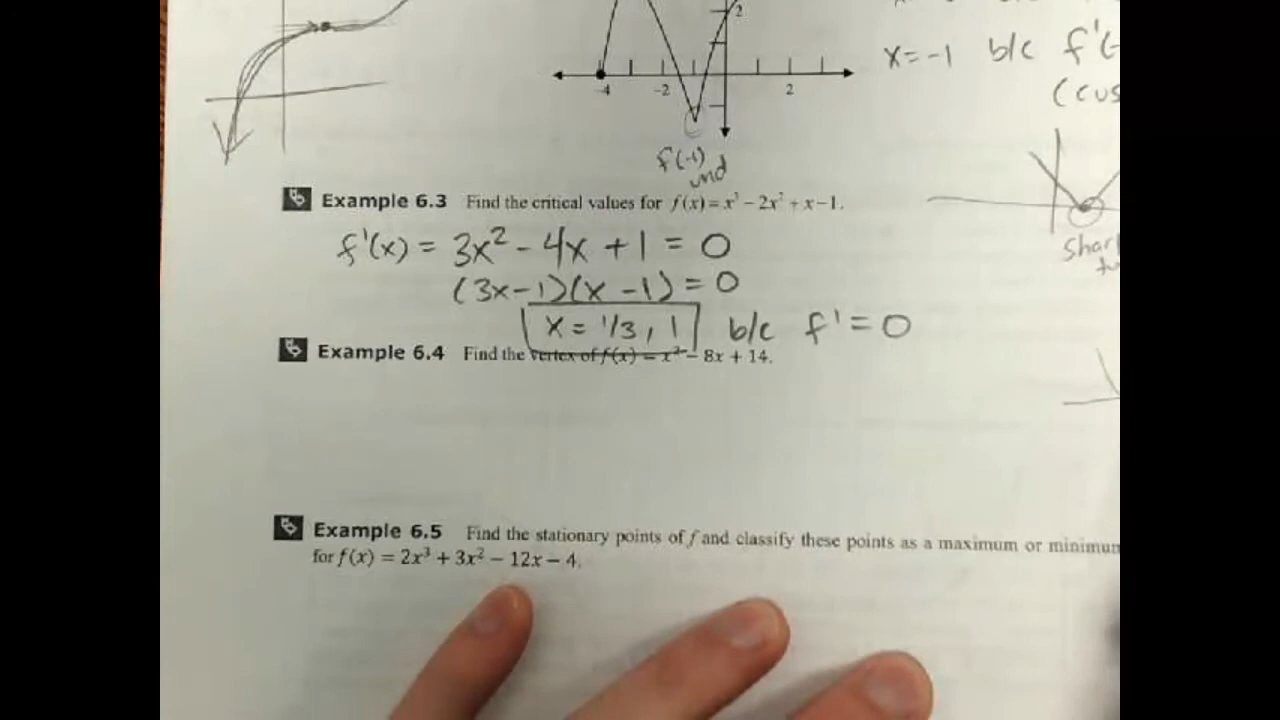 2
x = -1 b/c f'(-
(cus
-4 -2 2
f'(-1)
und
Example 6.3 Find the critical values for f(x) = x³ – 2x² + x – 1.
Shar
f'(x) = 3x² - 4x + 1 = 0
(3x-1)(x-1) = 0
x = 1/3, 1 b/c f' = 0
Example 6.4 Find the vertex of f(x) = x² – 8x + 14.
Example 6.5 Find the stationary points of f and classify these points as a maximum or minimum
for f(x) = 2x³ + 3x² – 12x – 4.